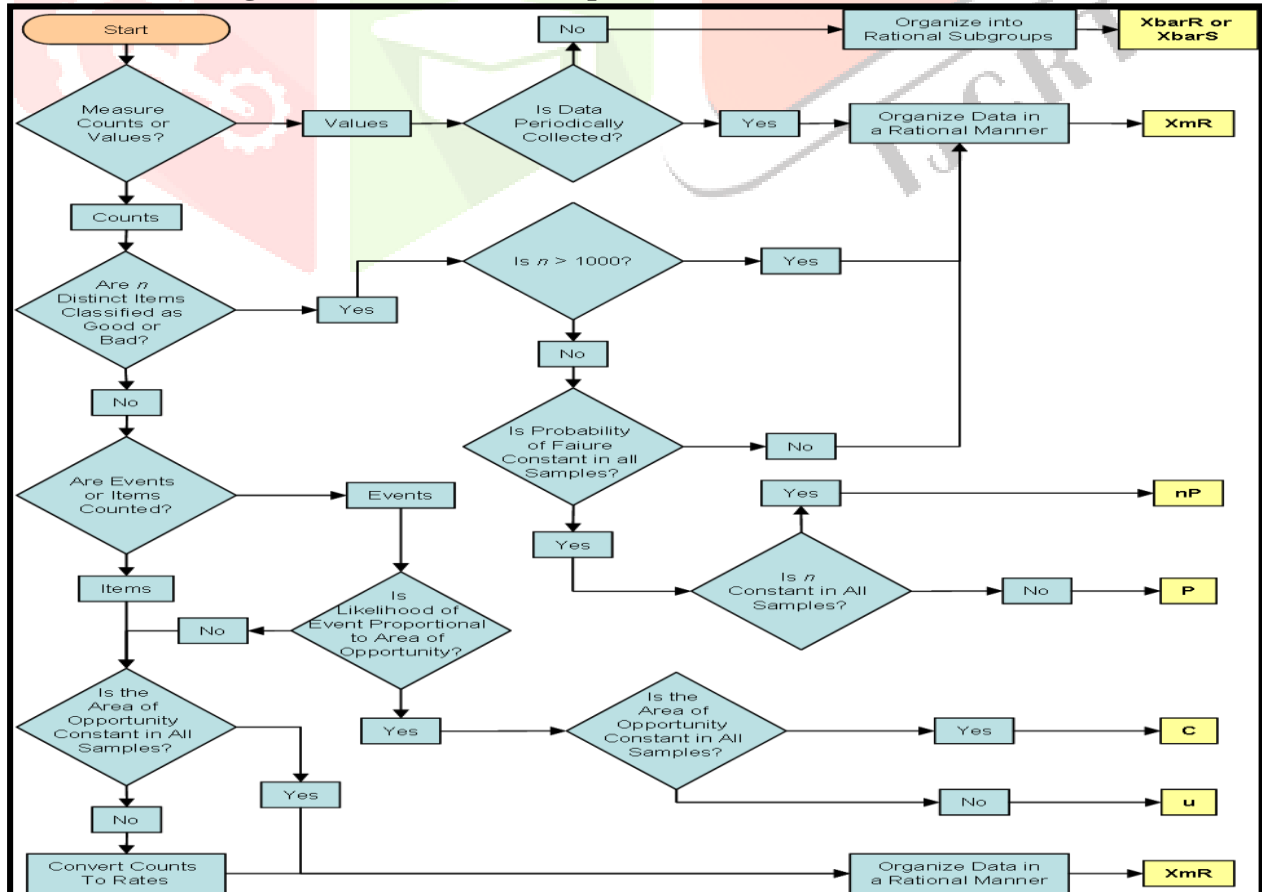 Start
No
Organize into
Rational Subgroups
XbarR or
XbarS
Measure
Counts or
Values?
Values
Is Data
Periodically
Collected?
Yes
Organize Data in
a Rational Manner
XmR
IJCRT
Counts
Are n
Distinct Items
Classified as
Good or
Bad?
Yes
Is n > 1000?
Yes
No
No
Is Probability
of Faiure
Constant in all
Samples?
No
Are Events
or Items
Counted?
Events
Yes
nP
Yes
Is n
Constant in All
Samples?
No
P
Items
Is
Likelihood of
Event Proportional
to Area of
Opportunity?
No
Is the
Area of
Opportunity
Constant in All
Samples?
Yes
Is the
Area of
Opportunity
Constant in All
Samples?
Yes
C
Yes
No
u
No
Convert Counts
To Rates
Organize Data in
a Rational Manner
XmR